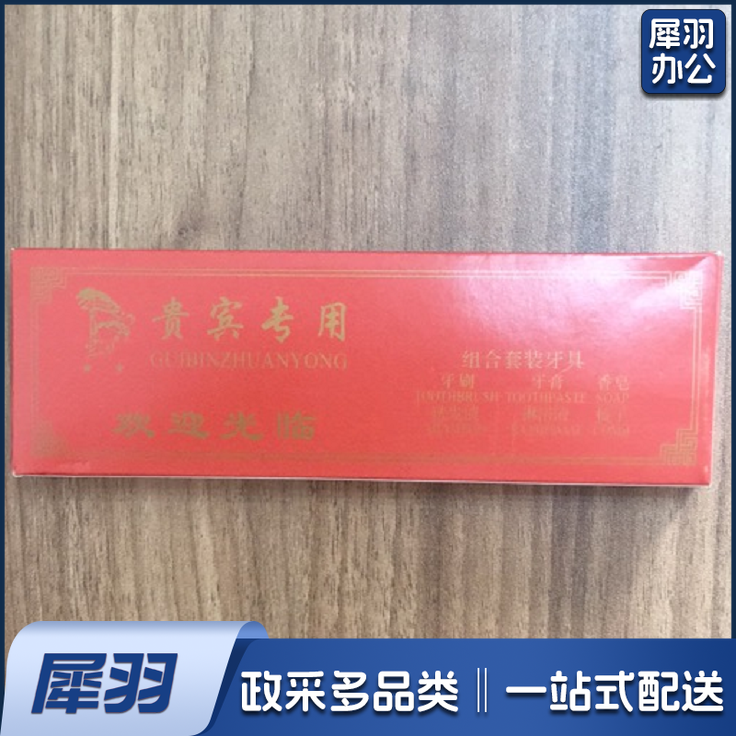 犀羽
办公
贵宾专用
GUIBINZHUANYONG
欢迎光临
组合套装牙具
牙刷 牙膏 香皂
TOOTHBRUSH TOOTHPASTE SOAP
梳子
犀羽
政采多品类 || 一站式配送